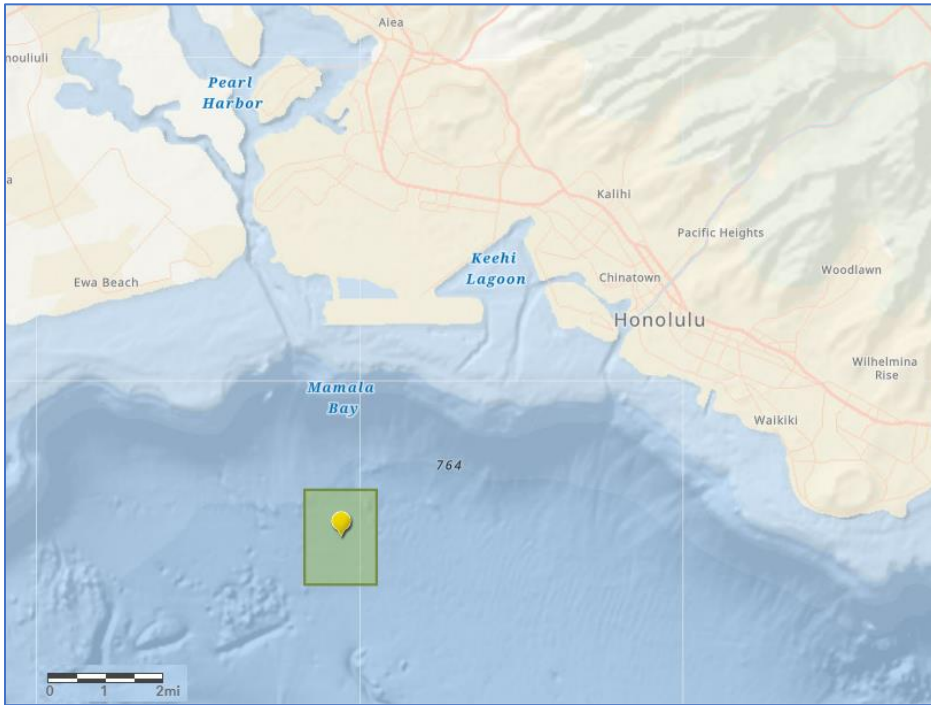 Aiea
nouliuli
Pearl
Harbor
a
Kalihi
Pacific Heights
Keehi
Lagoon
Chinatown
Woodlawn
Ewa Beach
Honolulu
Wilhelmina
Rise
Mamala
Bay
Waikiki
764
0 1 2mi